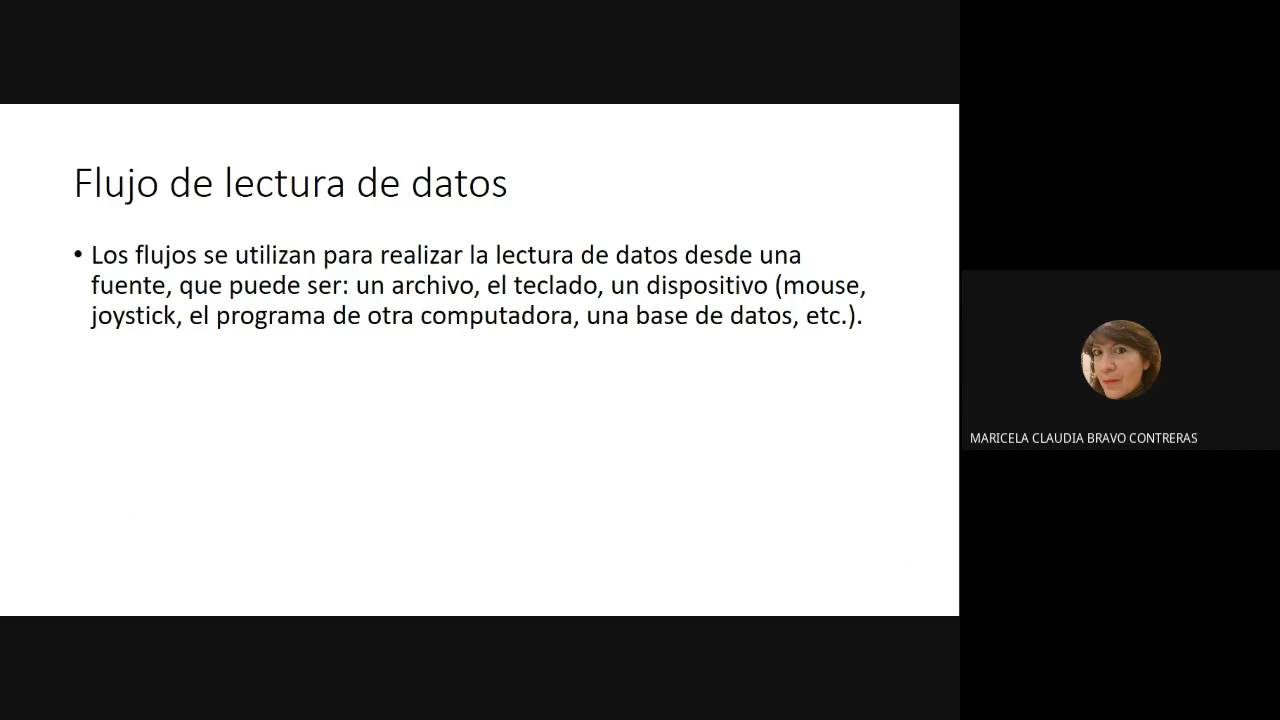 Flujo de lectura de datos
• Los flujos se utilizan para realizar la lectura de datos desde una
fuente, que puede ser: un archivo, el teclado, un dispositivo (mouse,
joystick, el programa de otra computadora, una base de datos, etc.).
MARICELA CLAUDIA BRAVO CONTRERAS